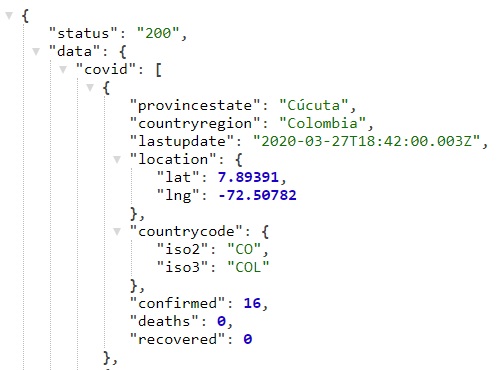 {
"status": "200",
"data": {
"covid": [
{
"provincestate": "Cúcuta",
"countryregion": "Colombia",
"lastupdate": "2020-03-27T18:42:00.003Z",
"location": {
"lat": 7.89391,
"lng": -72.50782
},
"countrycode": {
"iso2": "CO",
"iso3": "COL"
},
"confirmed": 16,
"deaths": 0,
"recovered": 0
},